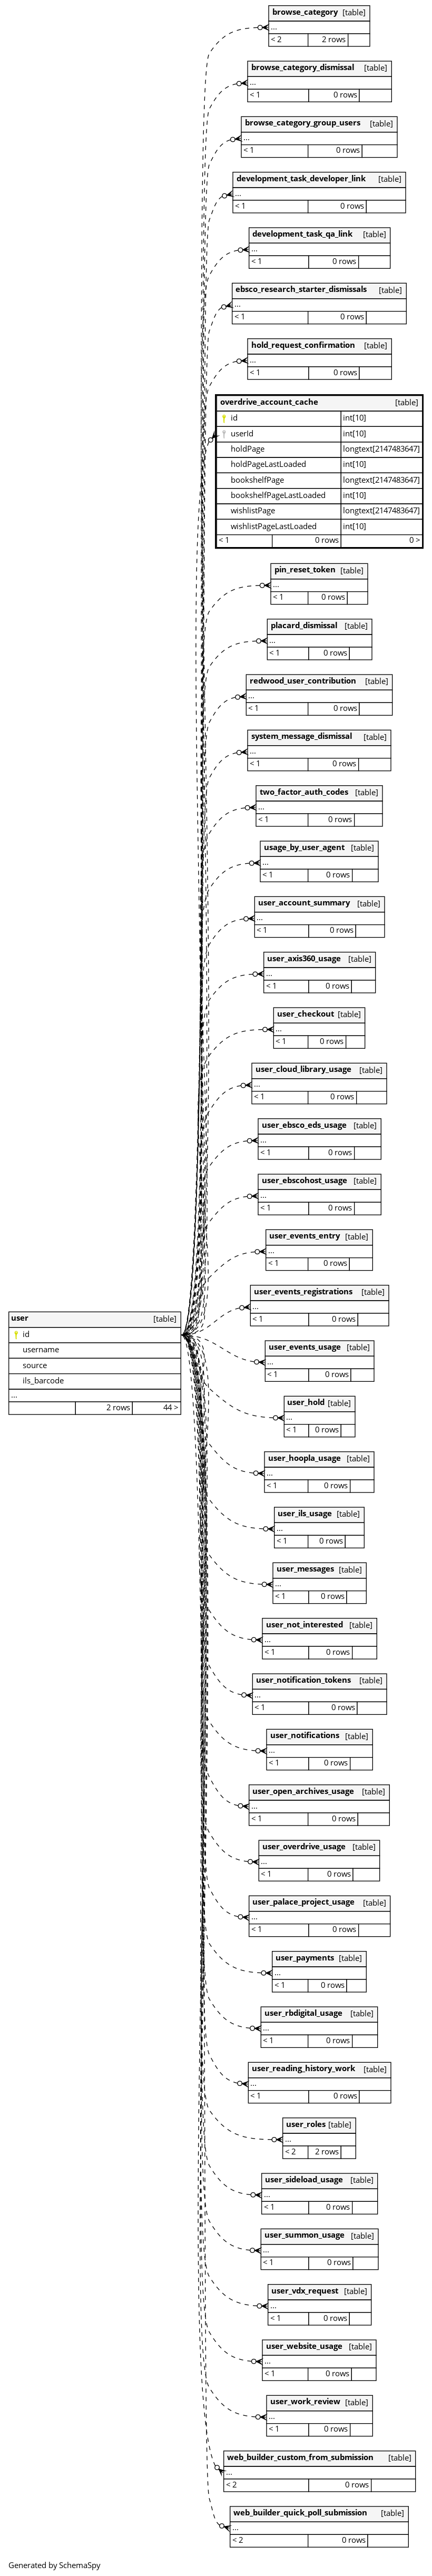 browse_category [table]
...
< 2 2 rows
browse_category_dismissal [table]
...
< 1 0 rows
browse_category_group_users [table]
...
< 1 0 rows
development_task_developer_link [table]
...
< 1 0 rows
development_task_qa_link [table]
...
< 1 0 rows
ebsco_research_starter_dismissals [table]
...
< 1 0 rows
hold_request_confirmation [table]
...
< 1 0 rows
overdrive_account_cache [table]
id int[10]
userId int[10]
holdPage longtext[2147483647]
holdPageLastLoaded int[10]
bookshelfPage longtext[2147483647]
bookshelfPageLastLoaded int[10]
wishlistPage longtext[2147483647]
wishlistPageLastLoaded int[10]
< 1 0 rows 0 >
pin_reset_token [table]
...
< 1 0 rows
placard_dismissal [table]
...
< 1 0 rows
redwood_user_contribution [table]
...
< 1 0 rows
system_message_dismissal [table]
...
< 1 0 rows
two_factor_auth_codes [table]
...
< 1 0 rows
usage_by_user_agent [table]
...
< 1 0 rows
user_account_summary [table]
...
< 1 0 rows
user_axis360_usage [table]
...
< 1 0 rows
user_checkout [table]
...
< 1 0 rows
user_cloud_library_usage [table]
...
< 1 0 rows
user_ebsco_eds_usage [table]
...
< 1 0 rows
user_ebscohost_usage [table]
...
< 1 0 rows
user_events_entry [table]
...
< 1 0 rows
user_events_registrations [table]
...
< 1 0 rows
user [table]
id
username
source
ils_barcode
...
2 rows 44 >
user_events_usage [table]
...
< 1 0 rows
user_hold [table]
...
< 1 0 rows
user_hoopla_usage [table]
...
< 1 0 rows
user_ils_usage [table]
...
< 1 0 rows
user_messages [table]
...
< 1 0 rows
user_not_interested [table]
...
< 1 0 rows
user_notification_tokens [table]
...
< 1 0 rows
user_notifications [table]
...
< 1 0 rows
user_open_archives_usage [table]
...
< 1 0 rows
user_overdrive_usage [table]
...
< 1 0 rows
user_palace_project_usage [table]
...
< 1 0 rows
user_payments [table]
...
< 1 0 rows
user_rbdigital_usage [table]
...
< 1 0 rows
user_reading_history_work [table]
...
< 1 0 rows
user_roles [table]
...
< 2 2 rows
user_sideload_usage [table]
...
< 1 0 rows
user_summon_usage [table]
...
< 1 0 rows
user_vdx_request [table]
...
< 1 0 rows
user_website_usage [table]
...
< 1 0 rows
user_work_review [table]
...
< 1 0 rows
web_builder_custom_from_submission [table]
...
< 2 0 rows
web_builder_quick_poll_submission [table]
...
< 2 0 rows
Generated by SchemaSpy